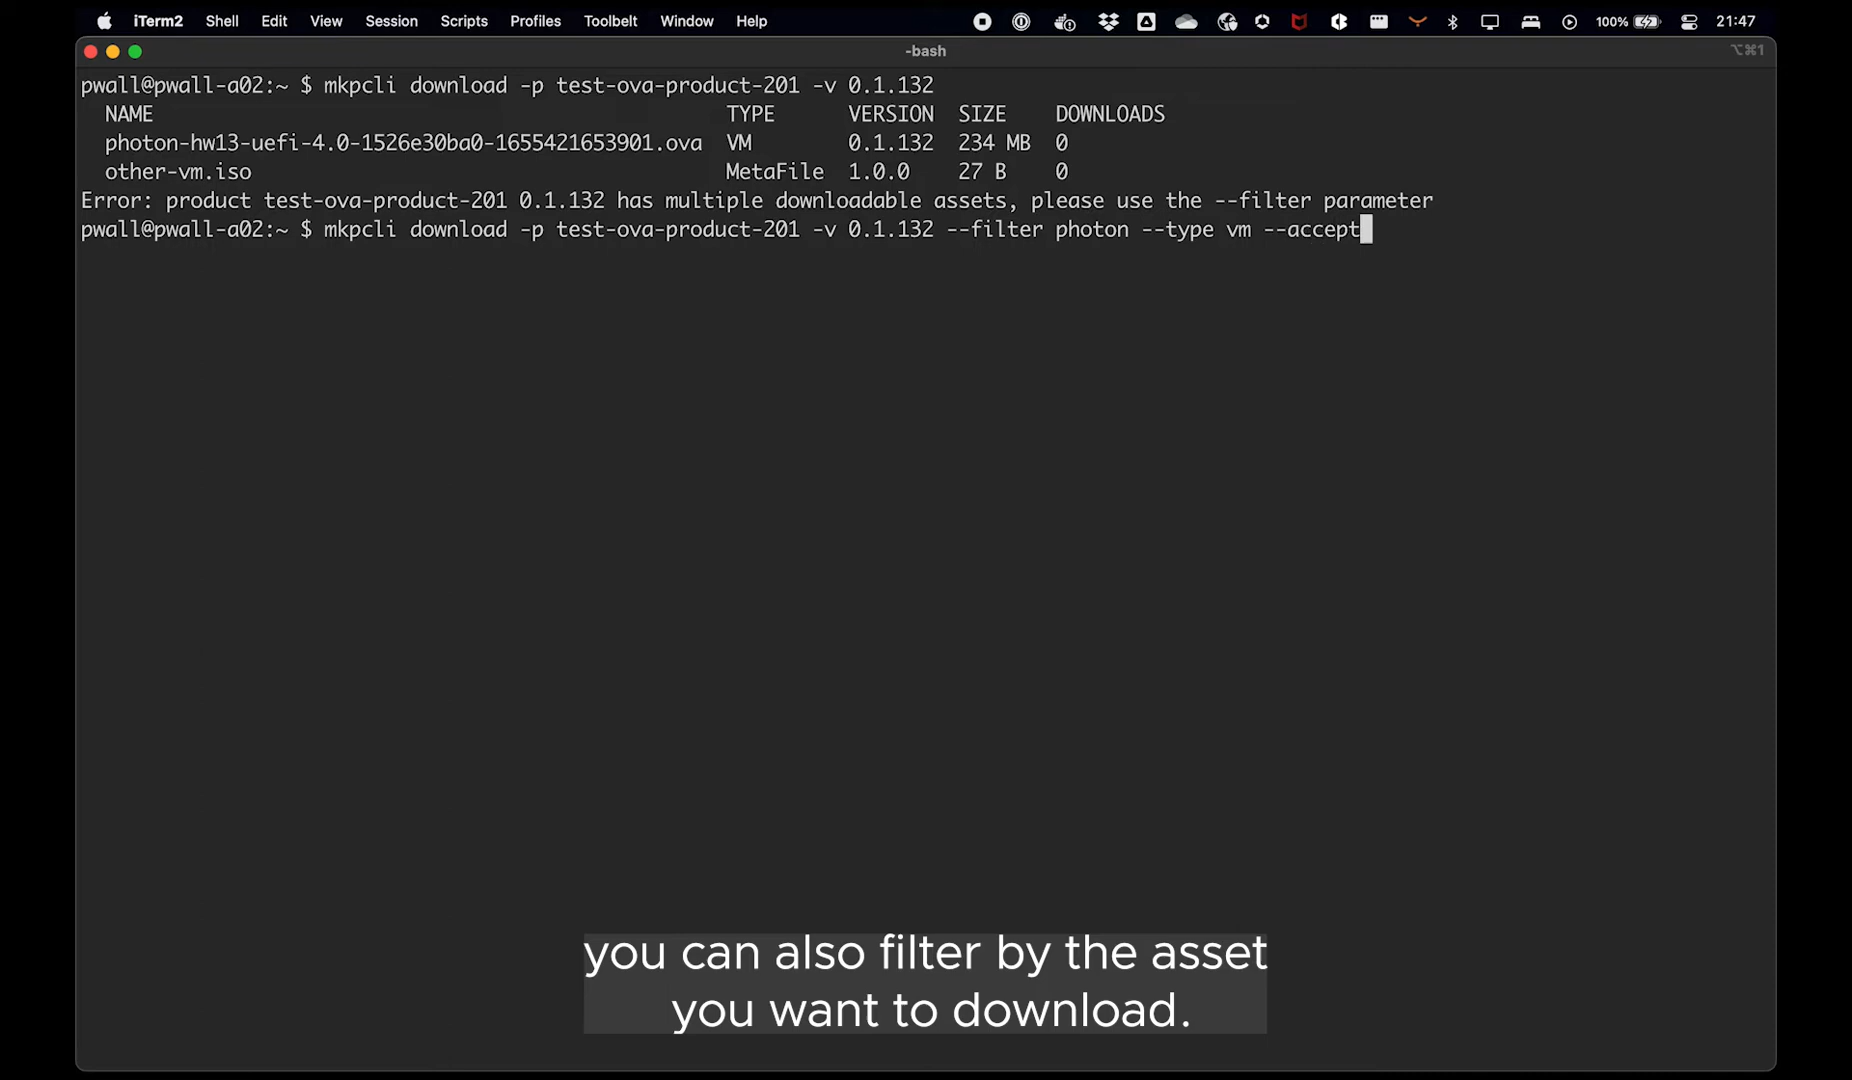 iTerm2 Shell Edit View Session Scripts Profiles Toolbelt Window Help 100% 21:47
-bash ⌥⌘1
pwall@pwall-a02:~ $ mkpcli download -p test-ova-product-201 -v 0.1.132
NAME TYPE VERSION SIZE DOWNLOADS
photon-hw13-uefi-4.0-1526e30ba0-1655421653901.ova VM 0.1.132 234 MB 0
other-vm.iso MetaFile 1.0.0 27 B 0
Error: product test-ova-product-201 0.1.132 has multiple downloadable assets, please use the --filter parameter
pwall@pwall-a02:~ $ mkpcli download -p test-ova-product-201 -v 0.1.132 --filter photon --type vm --accept
you can also filter by the asset
you want to download.